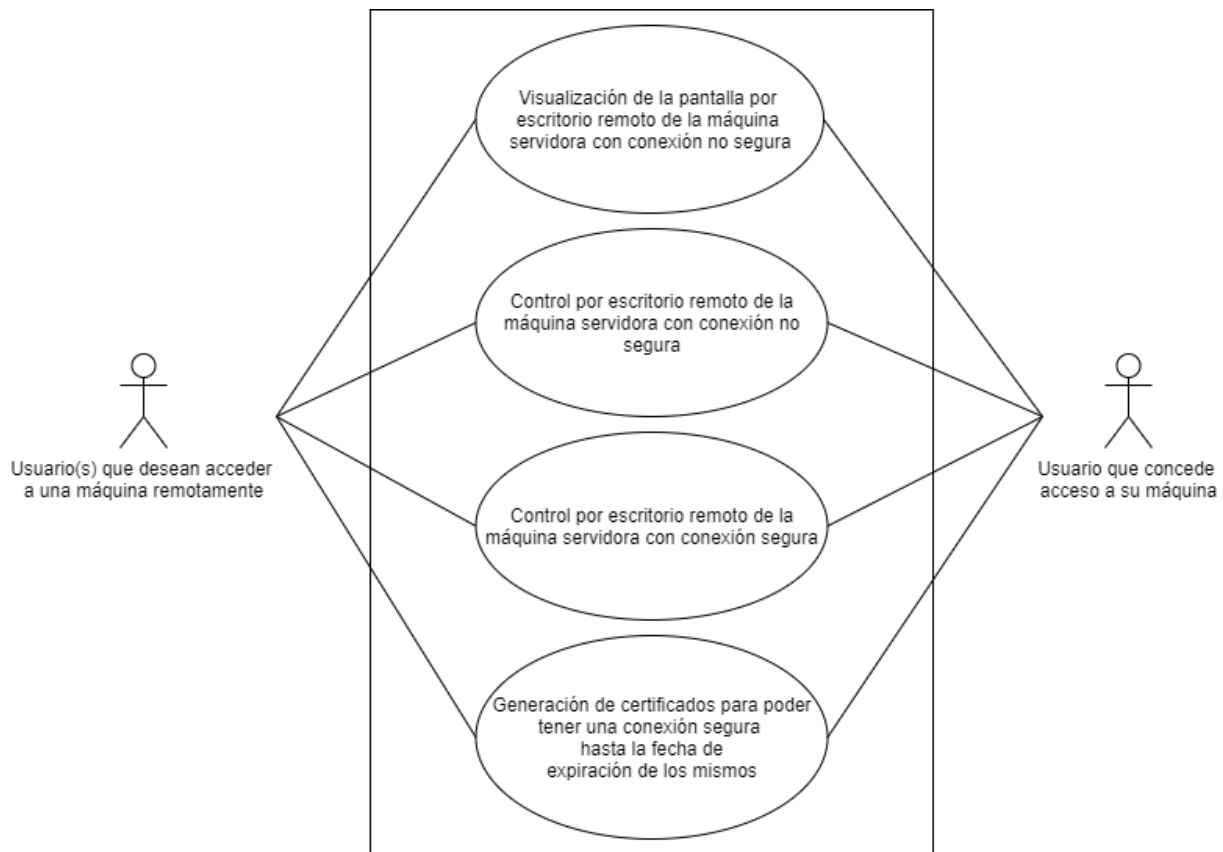 Visualización de la pantalla por
escritorio remoto de la máquina
servidora con conexión no segura
Control por escritorio remoto de la
máquina servidora con conexión no
segura
Usuario(s) que desean acceder
a una máquina remotamente
Usuario que concede
acceso a su máquina
Control por escritorio remoto de la
máquina servidora con conexión segura
Generación de certificados para poder
tener una conexión segura
hasta la fecha de
expiración de los mismos